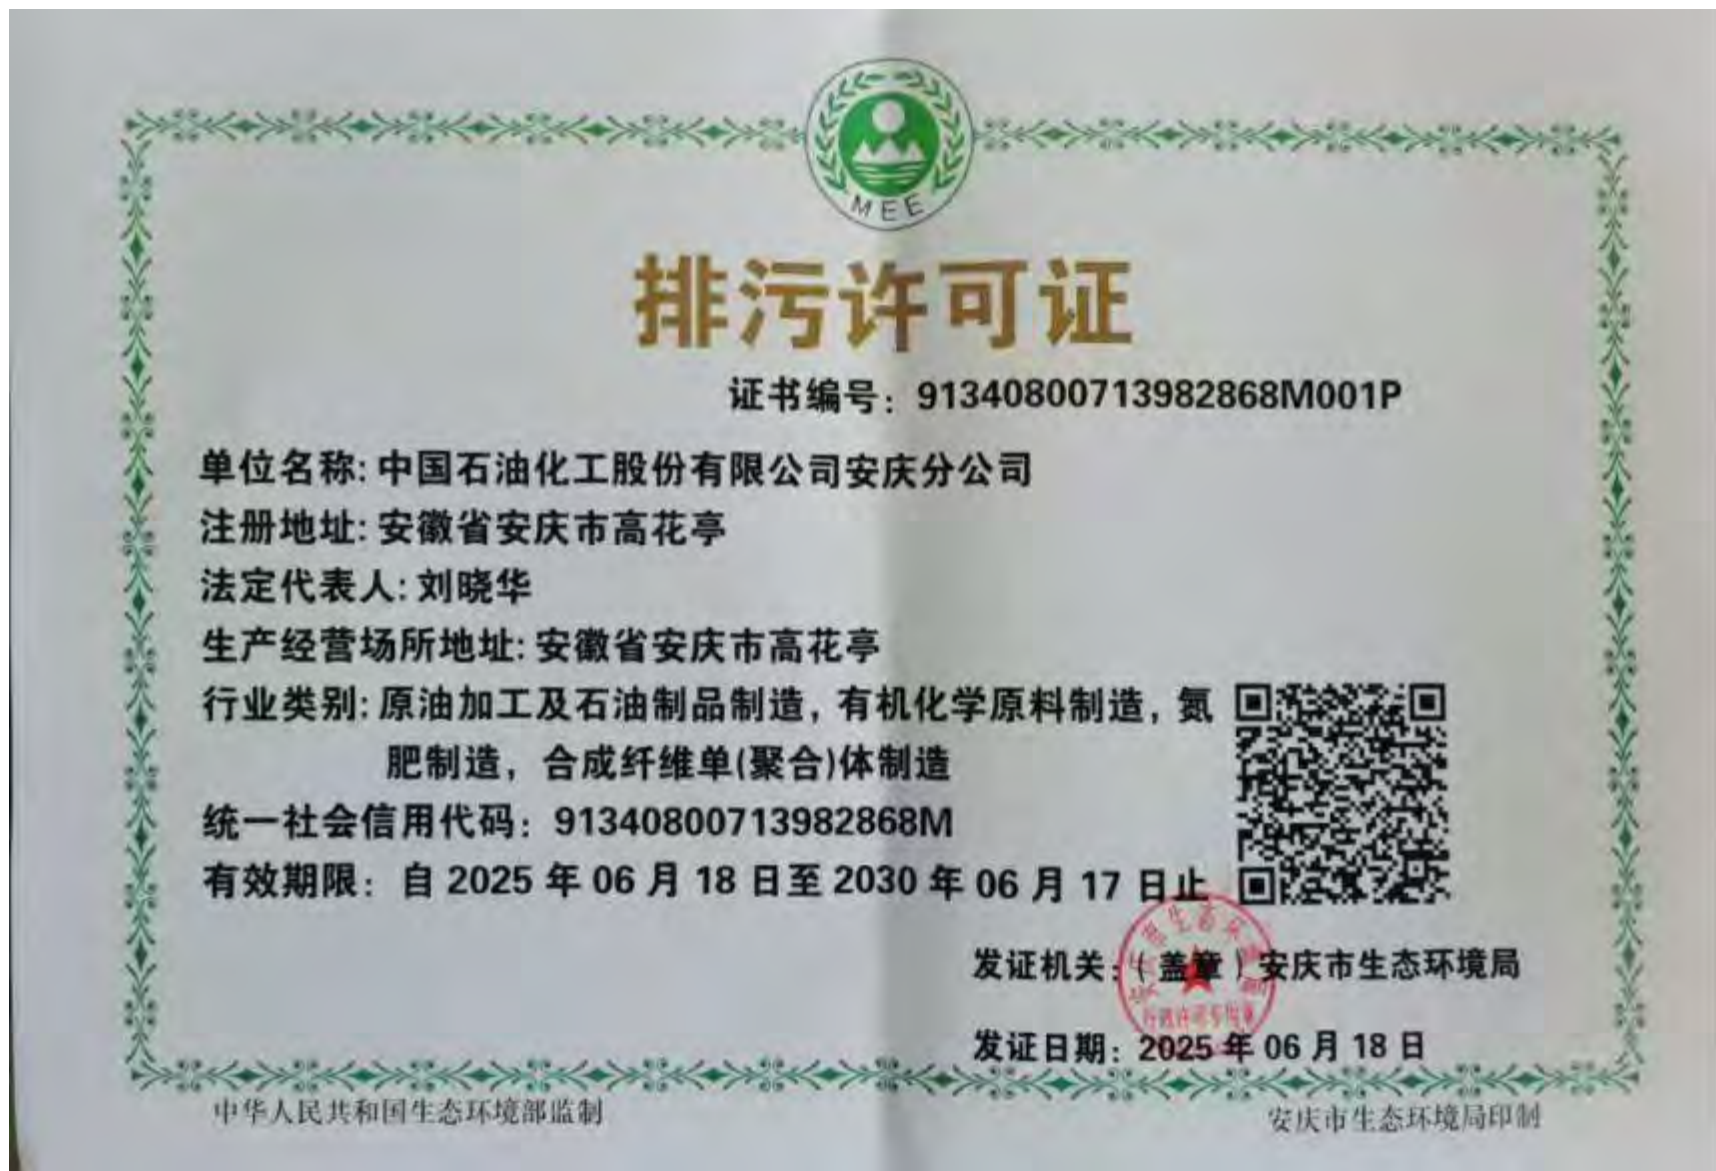 MEE
排污许可证
证书编号：91340800713982868M001P
单位名称:中国石油化工股份有限公司安庆分公司
注册地址:安徽省安庆市高花亭
法定代表人:刘晓华
生产经营场所地址:安徽省安庆市高花亭
行业类别:原油加工及石油制品制造，有机化学原料制造，氮
肥制造，合成纤维单(聚合)体制造
统一社会信用代码：91340800713982868M
有效期限：自 2025 年 06 月 18 日至 2030 年 06 月 17 日止
发证机关:（盖章）安庆市生态环境局
发证日期：2025 年 06 月 18 日
中华人民共和国生态环境部监制
安庆市生态环境局印制